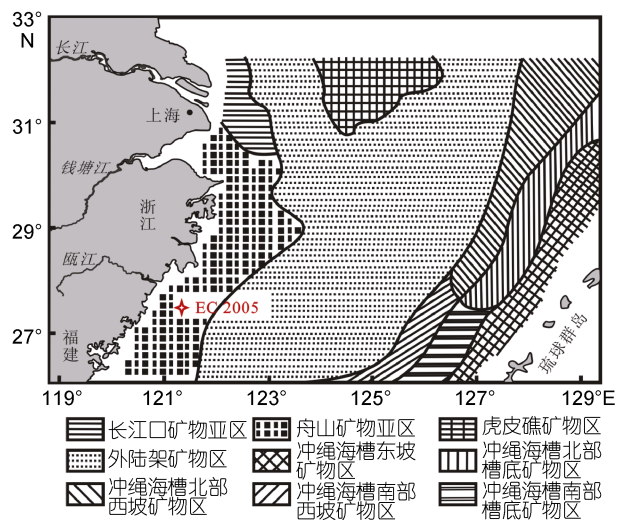 33°
N
长江
上海
31°
钱塘江
浙江
29°
瓯江
EC 2005
27°
福建
琉球群岛
119° 121° 123° 125° 127° 129°E
长江口矿物亚区 舟山矿物亚区 虎皮礁矿物区
外陆架矿物区 冲绳海槽东坡矿物区 冲绳海槽北部槽底矿物区
冲绳海槽北部西坡矿物区 冲绳海槽南部西坡矿物区 冲绳海槽南部槽底矿物区